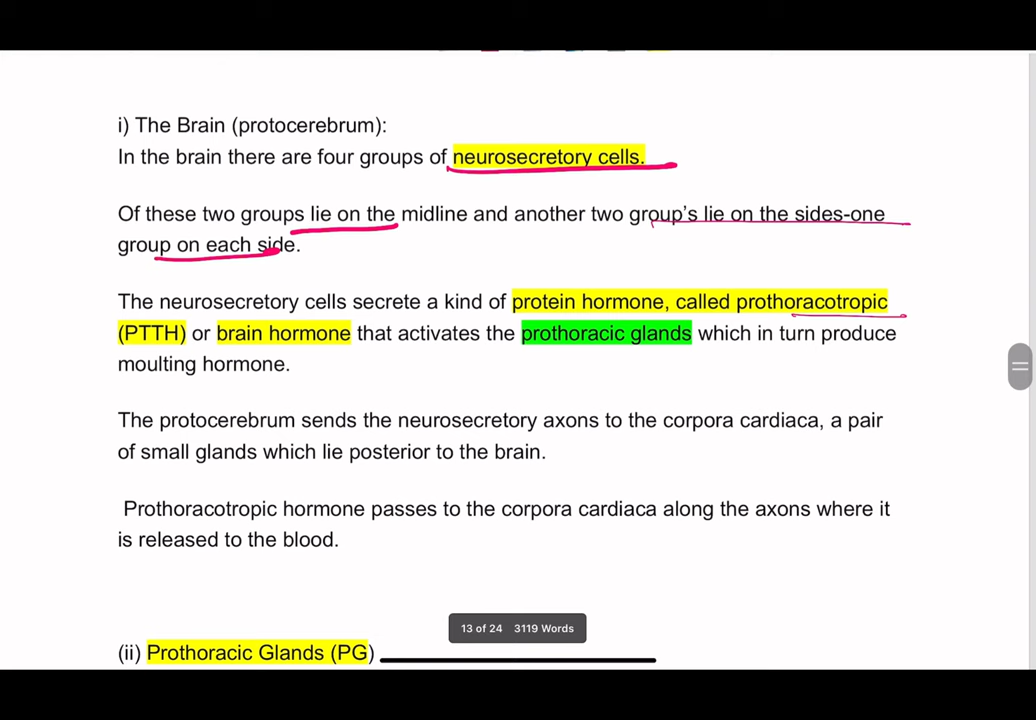 i) The Brain (protocerebrum):
In the brain there are four groups of neurosecretory cells.
Of these two groups lie on the midline and another two group's lie on the sides-one
group on each side.
The neurosecretory cells secrete a kind of protein hormone, called prothoracotropic
(PTTH) or brain hormone that activates the prothoracic glands which in turn produce
moulting hormone.
The protocerebrum sends the neurosecretory axons to the corpora cardiaca, a pair
of small glands which lie posterior to the brain.
Prothoracotropic hormone passes to the corpora cardiaca along the axons where it
is released to the blood.
13 of 24 3119 Words
(ii) Prothoracic Glands (PG)